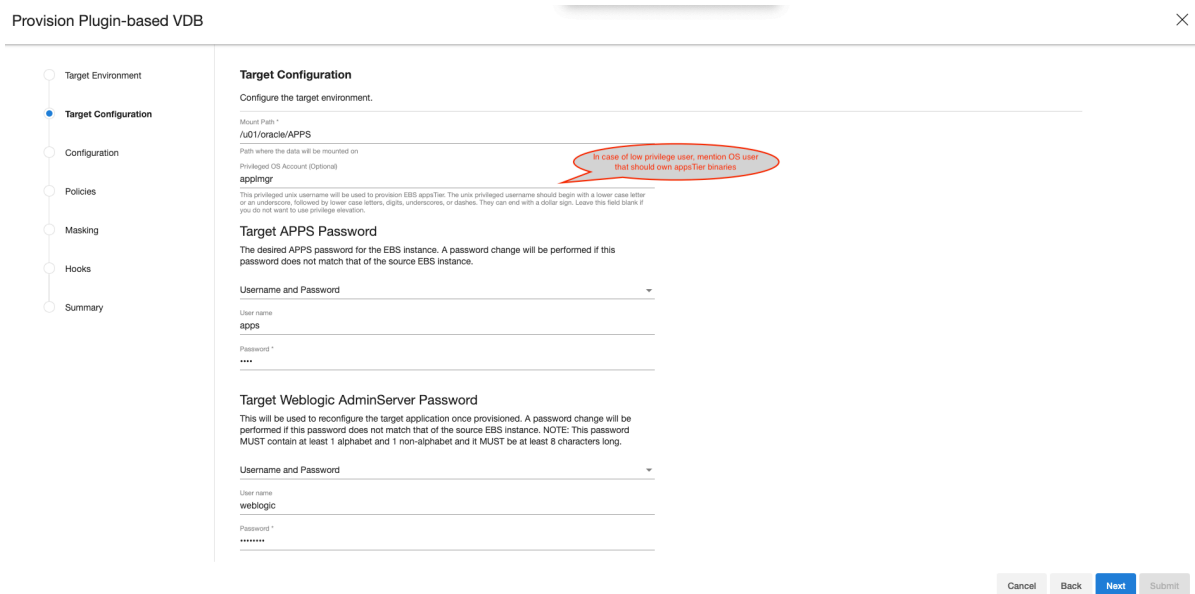 Provision Plugin-based VDB
Target Environment
Target Configuration
Configuration
Policies
Masking
Hooks
Summary
Target Configuration
Configure the target environment.
Mount Path *
/u01/oracle/APPS
Path where the data will be mounted on
Privileged OS Account (Optional)
applmgr
In case of low privilege user, mention OS user
that should own appsTier binaries
This privileged unix username will be used to provision EBS appsTier. The unix privileged username should begin with a lower case letter
or an underscore, followed by lower case letters, digits, underscores, or dashes. They can end with a dollar sign. Leave this field blank if
you do not want to use privilege elevation.
Target APPS Password
The desired APPS password for the EBS instance. A password change will be performed if this
password does not match that of the source EBS instance.
Username and Password
User name
apps
Password *
••••
Target Weblogic AdminServer Password
This will be used to reconfigure the target application once provisioned. A password change will be
performed if this password does not match that of the source EBS instance. NOTE: This password
MUST contain at least 1 alphabet and 1 non-alphabet and it MUST be at least 8 characters long.
Username and Password
User name
weblogic
Password *
••••••••
Cancel
Back
Next
Submit